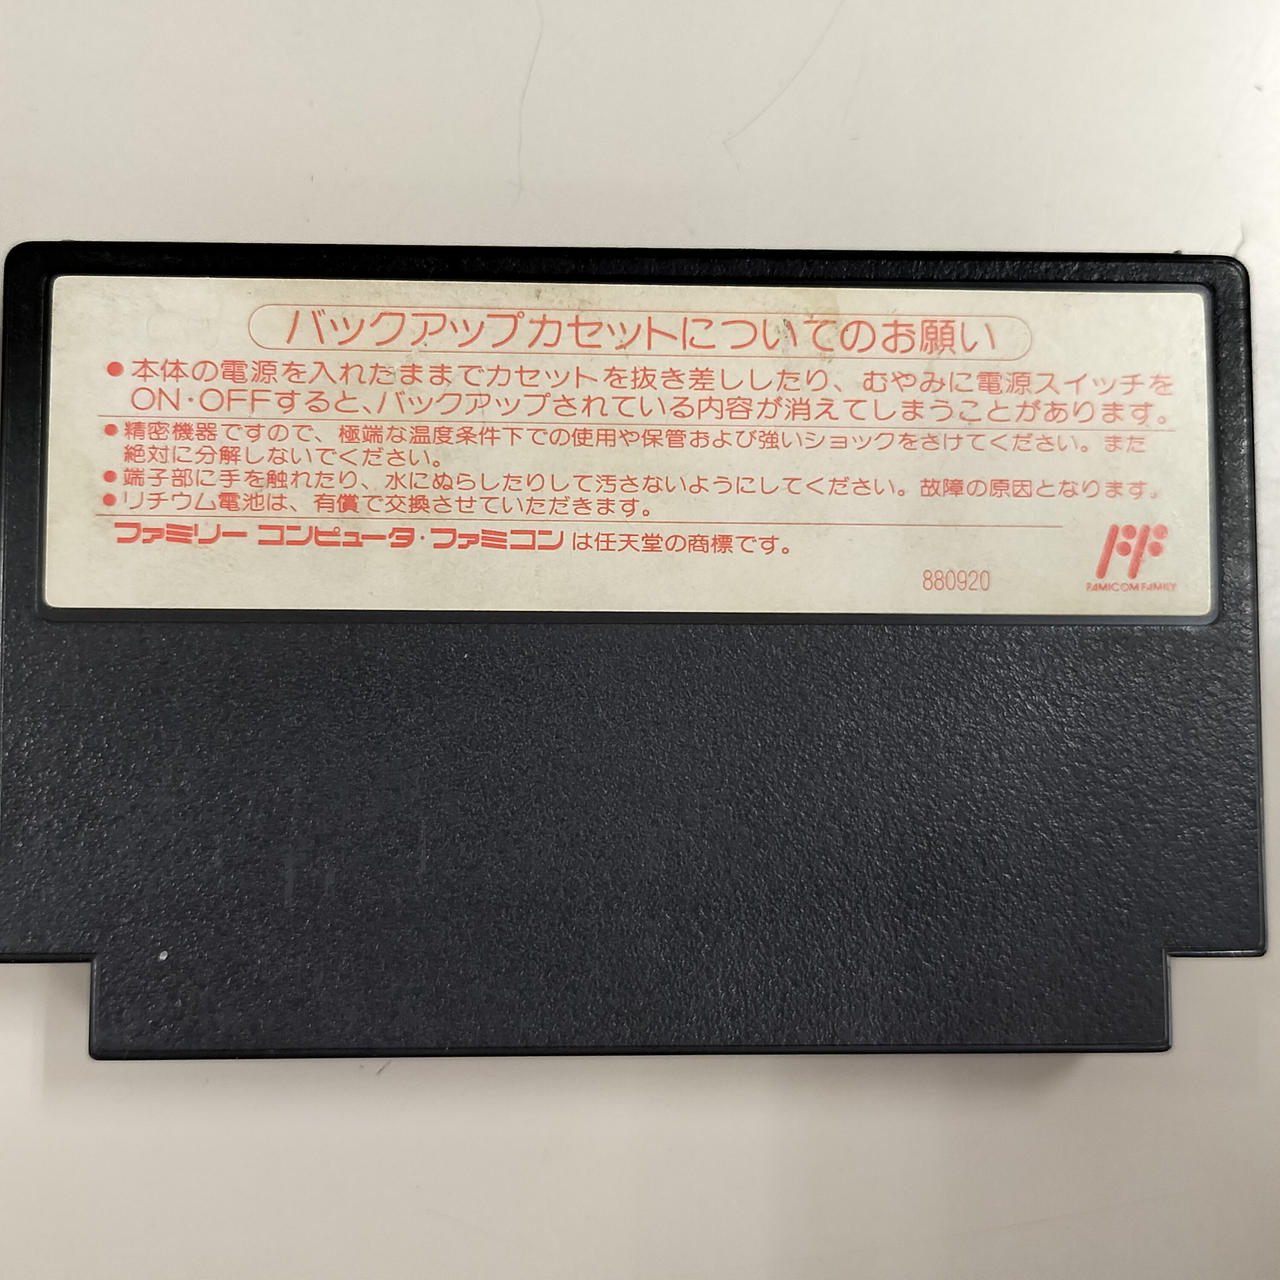 バックアップカセットについてのお願い
●本体の電源を入れたままでカセットを抜き差ししたり、むやみに電源スイッチを
ON・OFFすると、バックアップされている内容が消えてしまうことがあります。
●精密機器ですので、極端な温度条件下での使用や保管および強いショックをさけてください。また
絶対に分解しないでください。
●端子部に手を触れたり、水にぬらしたりして汚さないようにしてください。故障の原因となります。
●リチウム電池は、有償で交換させていただきます。
ファミリー コンピュータ・ファミコンは任天堂の商標です。
880920
FF
FAMICOM FAMILY